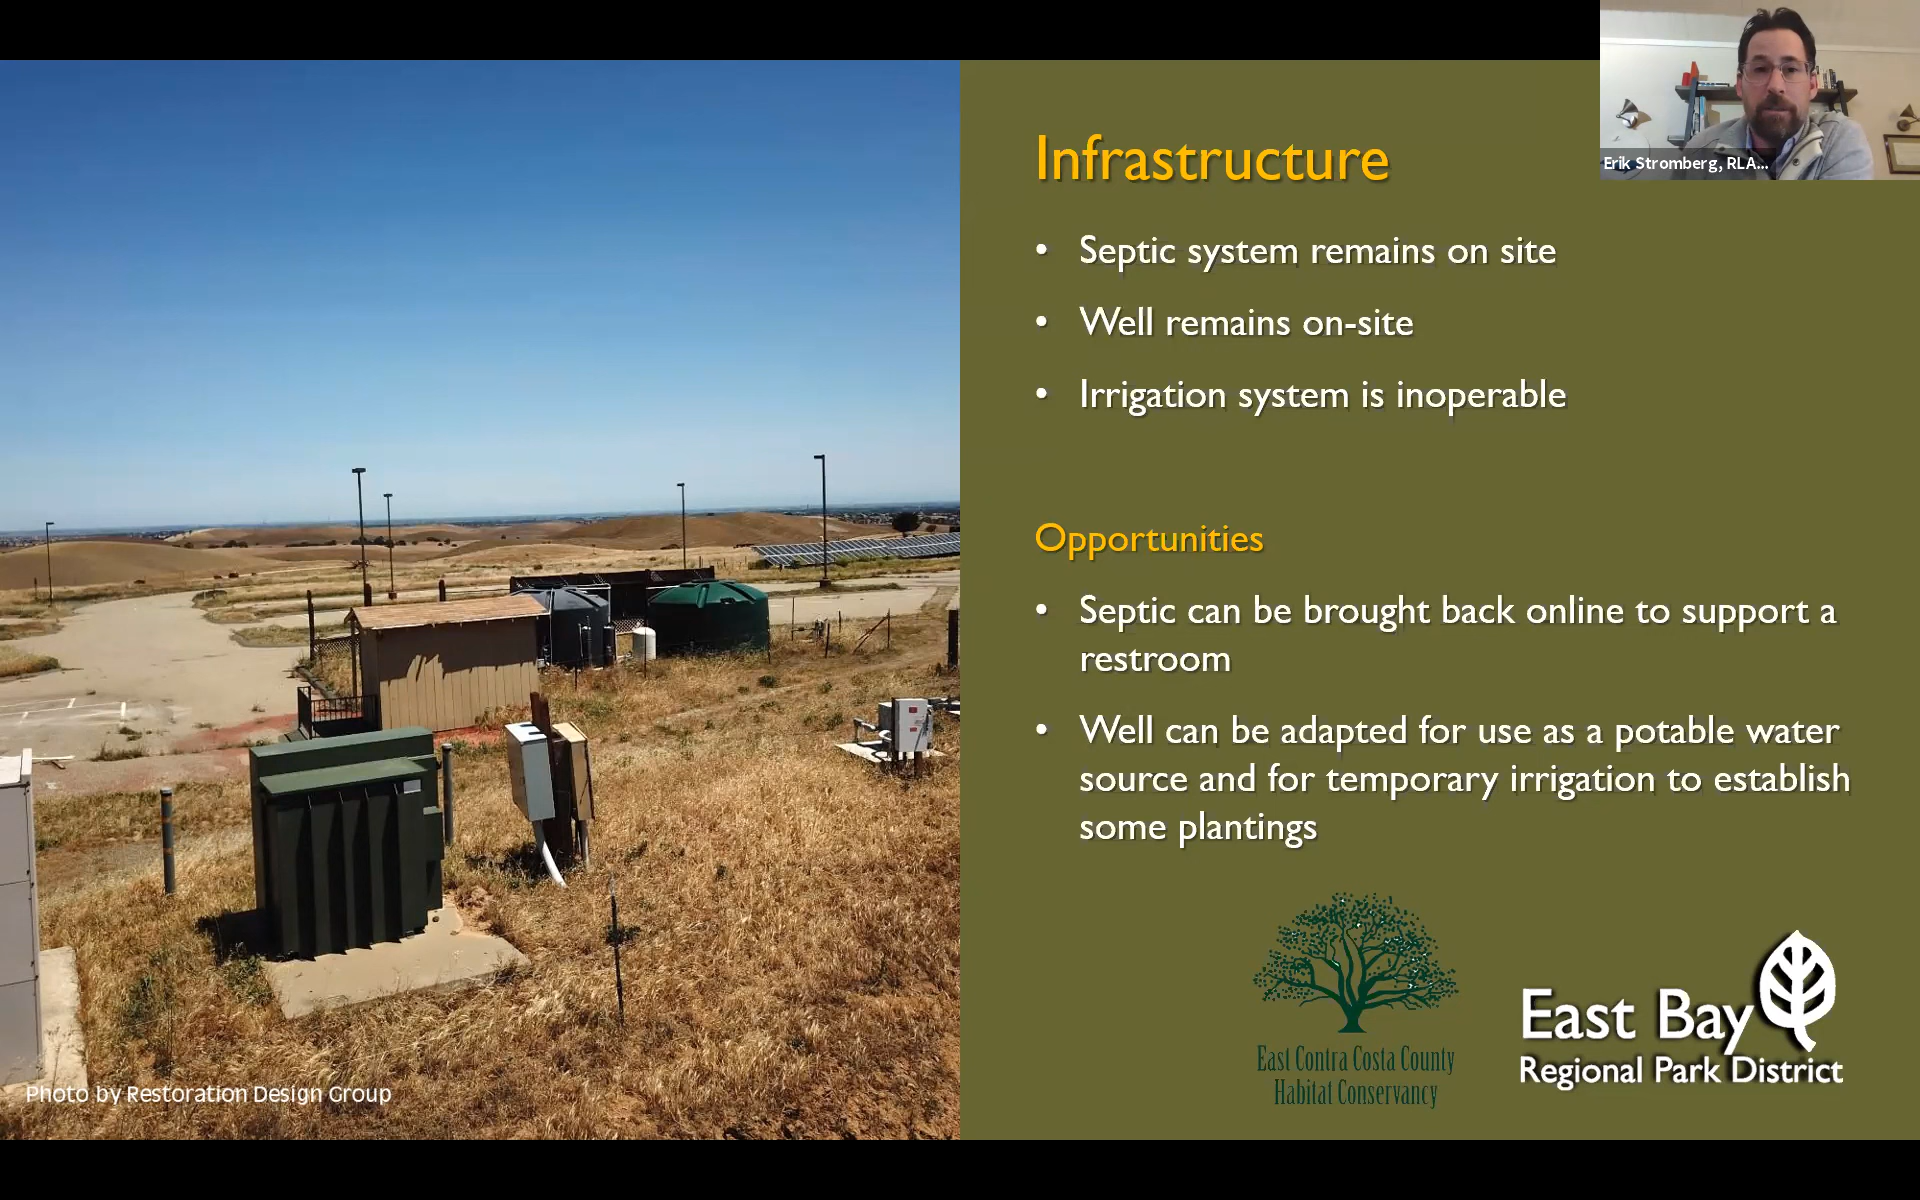 Erik Stromberg, RLA...
Infrastructure
• Septic system remains on site
• Well remains on-site
• Irrigation system is inoperable
Opportunities
• Septic can be brought back online to support a
restroom
• Well can be adapted for use as a potable water
source and for temporary irrigation to establish
some plantings
East Contra Costa County
Habitat Conservancy
East Bay
Regional Park District
Photo by Restoration Design Group